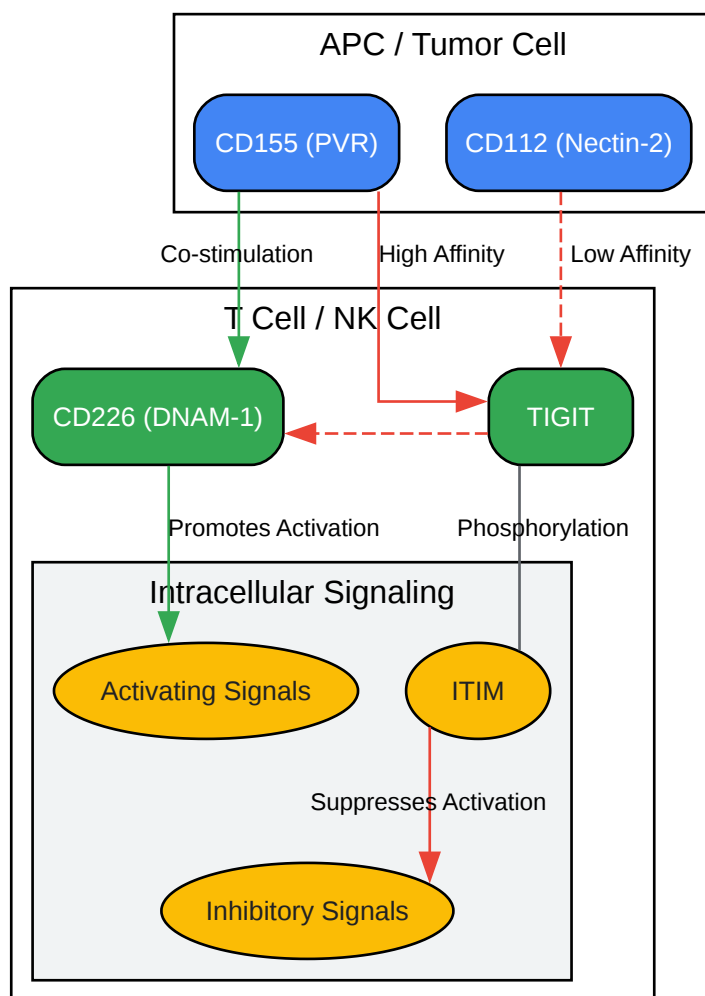 APC / Tumor Cell
CD155 (PVR)
CD112 (Nectin-2)
Co-stimulation
High Affinity
Low Affinity
T Cell / NK Cell
CD226 (DNAM-1)
TIGIT
Promotes Activation
Phosphorylation
Intracellular Signaling
Activating Signals
ITIM
Suppresses Activation
Inhibitory Signals